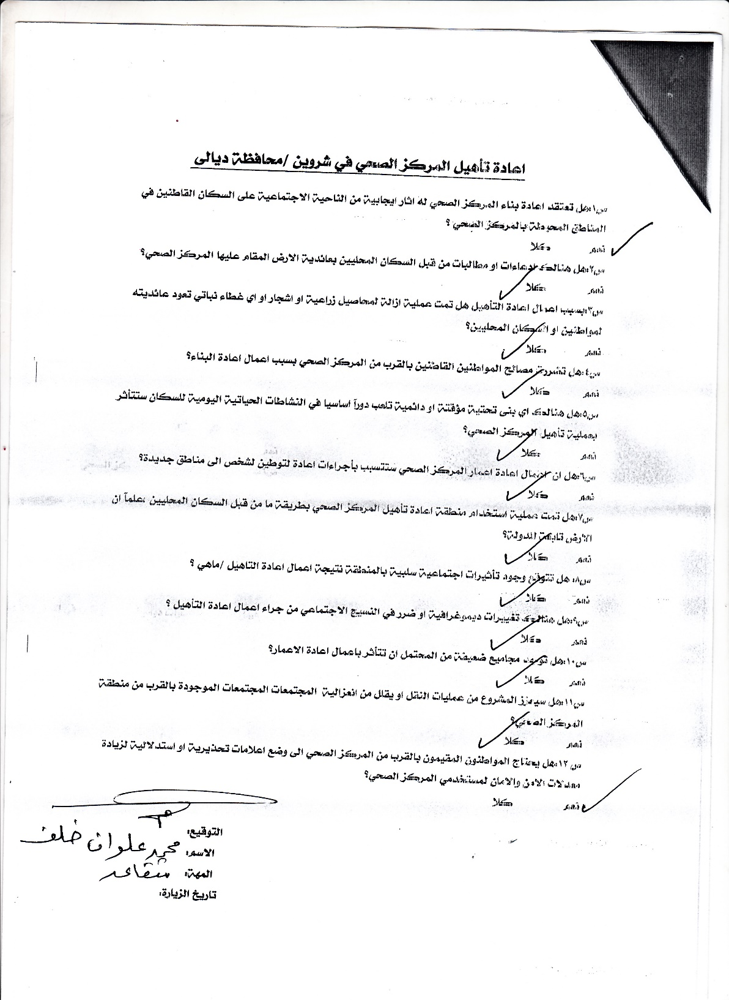 اعادة تأهيل المركز الصحي في شروين /محافظة ديالى
س١:هل تعتقد اعادة بناء المركز الصحي له اثار ايجابية من الناحية الاجتماعية على السكان القاطنين في
المناطق المحيطة بالمركز الصحي ؟
نعم كلا
س٢:هل هنالك ادعاءات او مطالبات من قبل السكان المحليين بعائدية الارض المقام عليها المركز الصحي؟
نعم كلا
س٣:بسبب اعمال اعادة التأهيل هل تمت عملية ازالة لمحاصيل زراعية او اشجار او اي غطاء نباتي تعود عائديته
لمواطنين او السكان المحليين؟
نعم كلا
س٤:هل تضررت مصالح المواطنين القاطنين بالقرب من المركز الصحي بسبب اعمال اعادة البناء؟
نعم كلا
س٥:هل هنالك اي بنى تحتية مؤقتة او دائمية تلعب دورآ اساسيا في النشاطات الحياتية اليومية للسكان ستتأثر
بعملية تأهيل المركز الصحي؟
نعم كلا
س٦:هل ان اعمال اعادة اعمار المركز الصحي ستتسبب بأجراءات اعادة لتوطين لشخص الى مناطق جديدة؟
نعم كلا
س٧:هل تمت عملية استخدام منطقة اعادة تأهيل المركز الصحي بطريقة ما من قبل السكان المحليين ،علمآ ان
الارض تابعة للدولة؟
نعم كلا
س٨: هل تتوقع وجود تأثيرات اجتماعية سلبية بالمنطقة نتيجة اعمال اعادة التاهيل /ماهي ؟
نعم كلا
س٩:هل هنالك تغييرات ديموغرافية او ضرر في النسيج الاجتماعي من جراء اعمال اعادة التأهيل ؟
نعم كلا
س١٠:هل توجد مجاميع ضعيفة من المحتمل ان تتأثر باعمال اعادة الاعمار؟
نعم كلا
س١١:هل سيعزز المشروع من عمليات النقل او يقلل من انعزالية المجتمعات المجتمعات الموجودة بالقرب من منطقة
المركز الصحي؟
نعم كلا
س١٢:هل يحتاج المواطنون المقيمون بالقرب من المركز الصحي الى وضع اعلامات تحذيرية او استدلالية لزيادة
معدلات الامن والامان لمستخدمي المركز الصحي؟
نعم كلا
التوقيع:
الاسم: محمد علوان خلف
المهنة: متقاعد
تاريخ الزيارة: